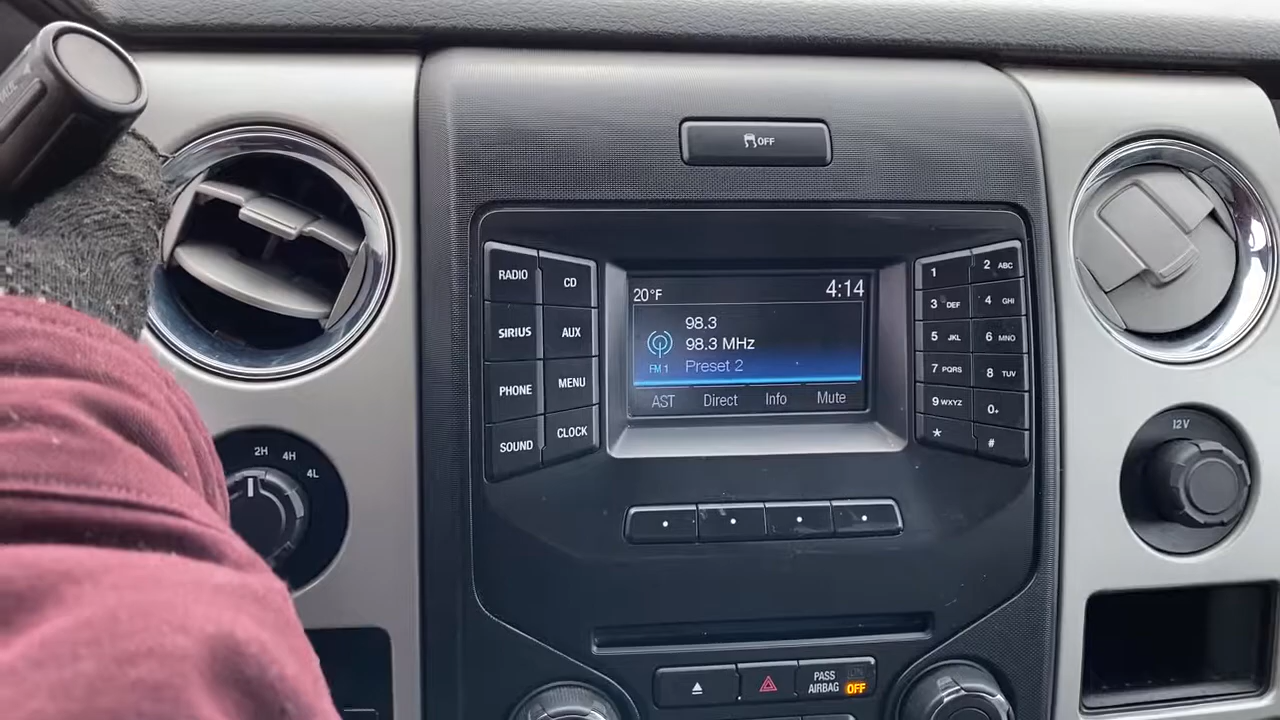 OFF
RADIO
CD
SIRIUS
AUX
PHONE
MENU
SOUND
CLOCK
20°F
4:14
98.3
98.3 MHz
FM 1
Preset 2
AST Direct Info Mute
1
2 ABC
3 DEF
4 GHI
5 JKL
6 MNO
7 PQRS
8 TUV
9 WXYZ
0+
*
#
2H 4H 4L
12V
PASS
AIRBAG
OFF